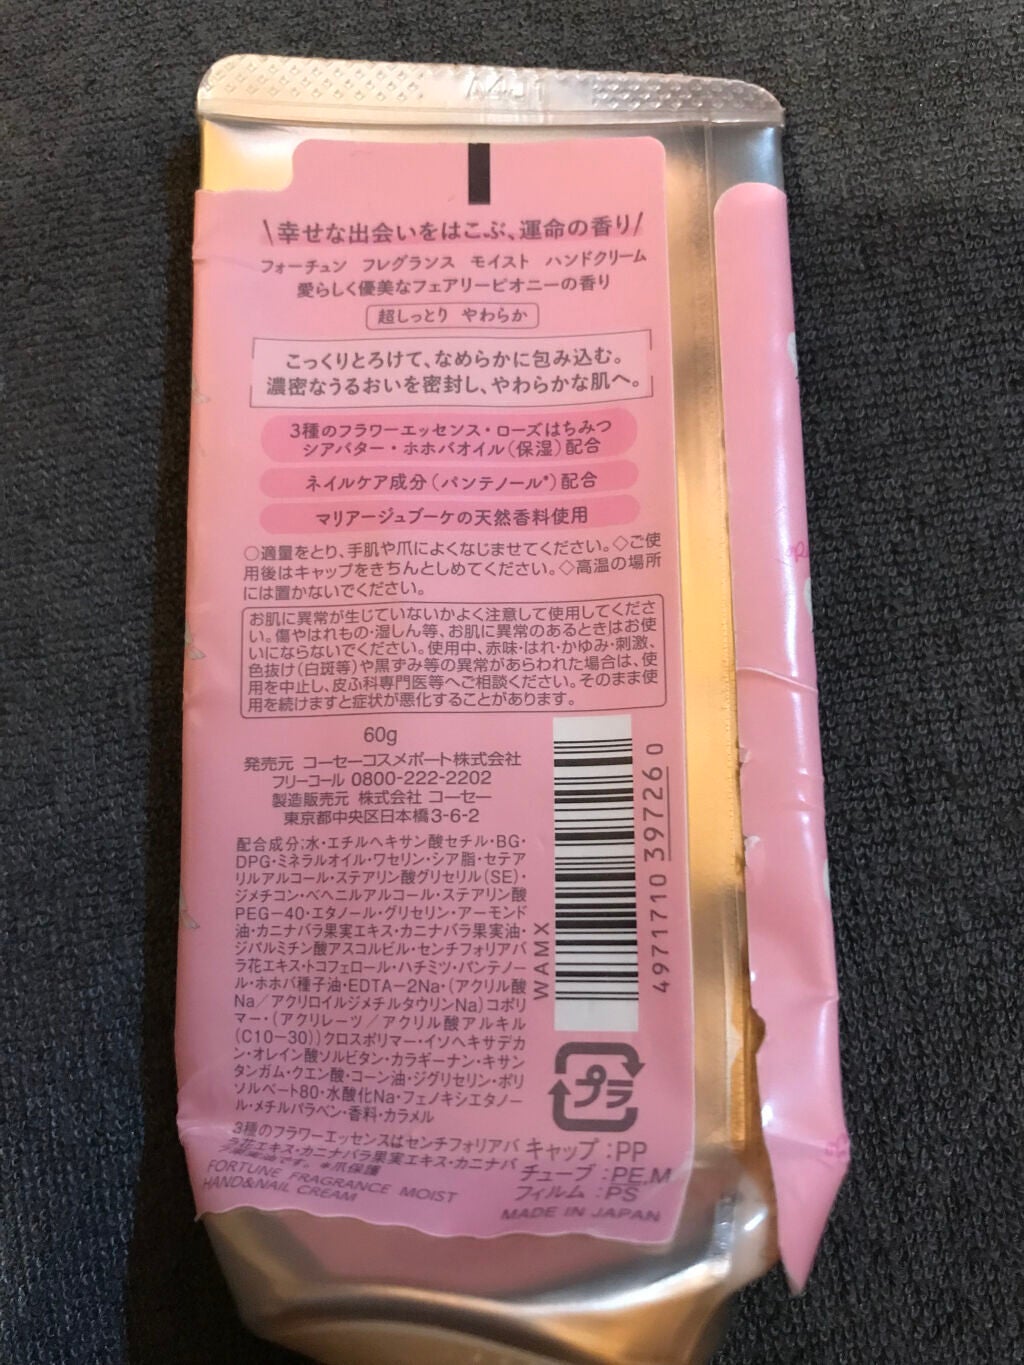 \幸せな出会いをはこぶ、運命の香り/
フォーチュン フレグランス モイスト ハンドクリーム
愛らしく優美なフェアリーピオニーの香り
超しっとり やわらか
こっくりとろけて、なめらかに包み込む。
濃密なうるおいを密封し、やわらかな肌へ。
3種のフラワーエッセンス・ローズはちみつ
シアバター・ホホバオイル(保湿)配合
ネイルケア成分(パンテノール*)配合
マリアージュブーケの天然香料使用
○適量をとり、手肌や爪によくなじませてください。◇ご使
用後はキャップをきちんとしめてください。◇高温の場所
には置かないでください。
お肌に異常が生じていないかよく注意して使用してくださ
い。傷やはれもの・湿しん等、お肌に異常のあるときはお使
いにならないでください。使用中、赤味・はれ・かゆみ・刺激、
色抜け(白斑等)や黒ずみ等の異常があらわれた場合は、使
用を中止し、皮ふ科専門医等へご相談ください。そのまま使
用を続けますと症状が悪化することがあります。
60g
発売元 コーセーコスメポート株式会社
フリーコール 0800-222-2202
製造販売元 株式会社 コーセー
東京都中央区日本橋3-6-2
配合成分:水・エチルヘキサン酸セチル・BG・
DPG・ミネラルオイル・ワセリン・シア脂・セテア
リルアルコール・ステアリン酸グリセリル(SE)・
ジメチコン・ベヘニルアルコール・ステアリン酸
PEG-40・エタノール・グリセリン・アーモンド
油・カニナバラ果実エキス・カニナバラ果実油・
ジパルミチン酸アスコルビル・センチフォリアバ
ラ花エキス・トコフェロール・ハチミツ・パンテノー
ル・ホホバ種子油・EDTA-2Na・(アクリル酸
Na/アクリロイルジメチルタウリンNa)コポリ
マー・(アクリレーツ/アクリル酸アルキル
(C10-30))クロスポリマー・イソヘキサデカ
ン・オレイン酸ソルビタン・カラギーナン・キサン
タンガム・クエン酸・コーン油・ジグリセリン・ポリ
ソルベート80・水酸化Na・フェノキシエタノー
ル・メチルパラベン・香料・カラメル
3種のフラワーエッセンスはセンチフォリアバ
ラ花エキス・カニナバラ果実エキス・カニナバ
ラ果実油です。 *爪保護
FORTUNE FRAGRANCE MOIST
HAND&NAIL CREAM
WAMX
4971710397260
プラ
キャップ:PP
チューブ:PE,M
フィルム:PS
MADE IN JAPAN